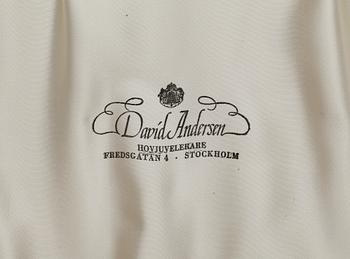 David Andersen
HOVJUVELERARE
FREDSGATAN 4 . STOCKHOLM